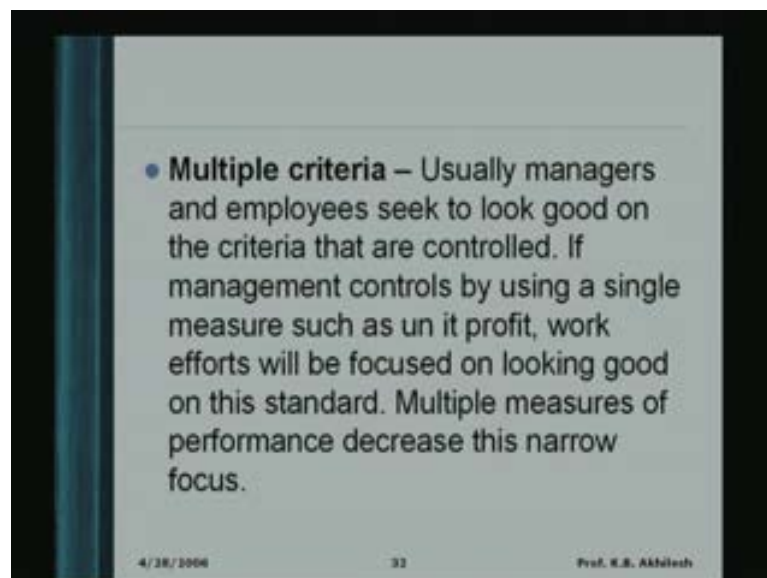 • Multiple criteria – Usually managers
and employees seek to look good on
the criteria that are controlled. If
management controls by using a single
measure such as un it profit, work
efforts will be focused on looking good
on this standard. Multiple measures of
performance decrease this narrow
focus.
4/28/2006 32 Prof. K.B. Akhilesh